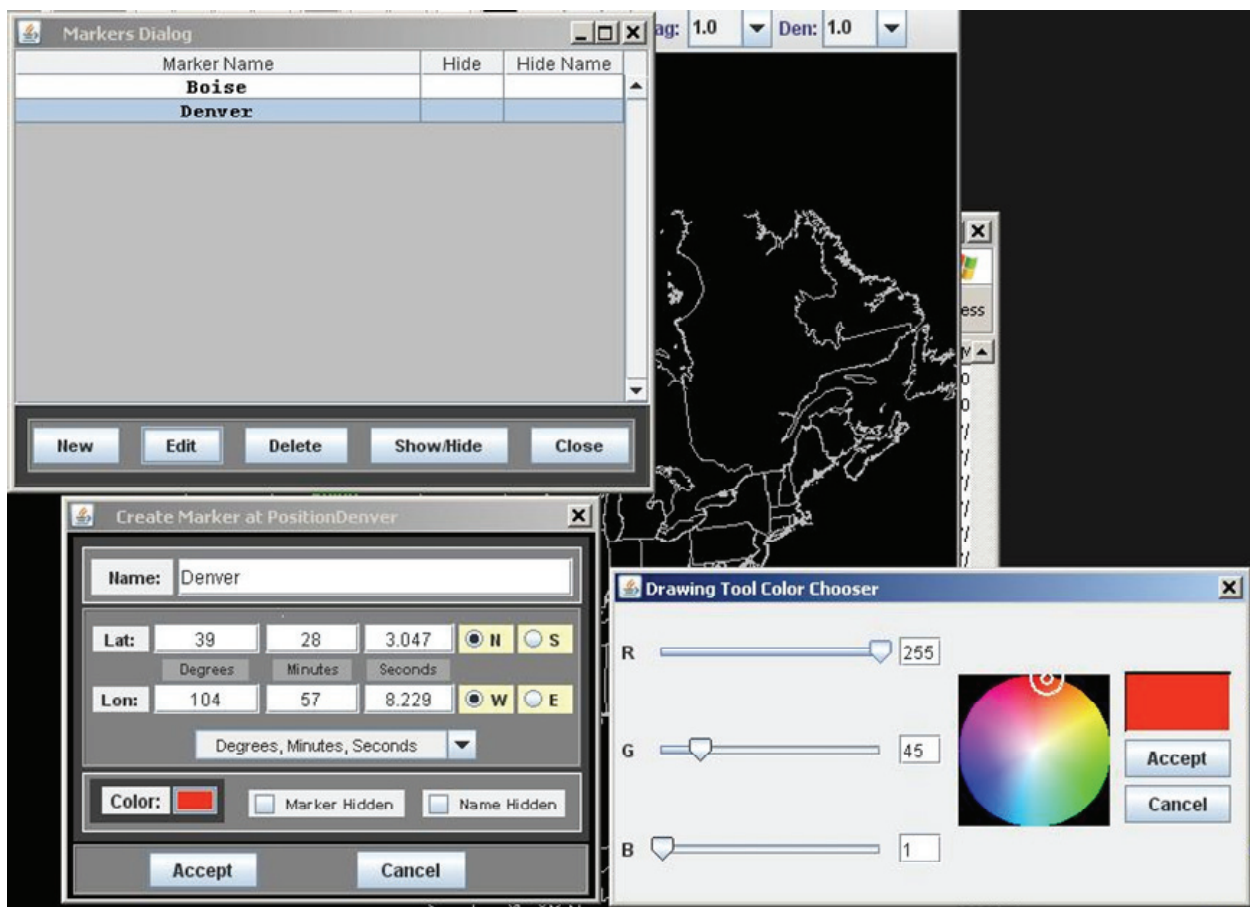 Markers Dialog
ag: 1.0 Den: 1.0
Marker Name Hide Hide Name
Boise
Denver
ess
New Edit Delete Show/Hide Close
Create Marker at PositionDenver
Name: Denver
Lat: 39 28 3.047 N S
Degrees Minutes Seconds
Lon: 104 57 8.229 W E
Degrees, Minutes, Seconds
Color: Marker Hidden Name Hidden
Accept Cancel
Drawing Tool Color Chooser
R 255
G 45
B 1
Accept
Cancel